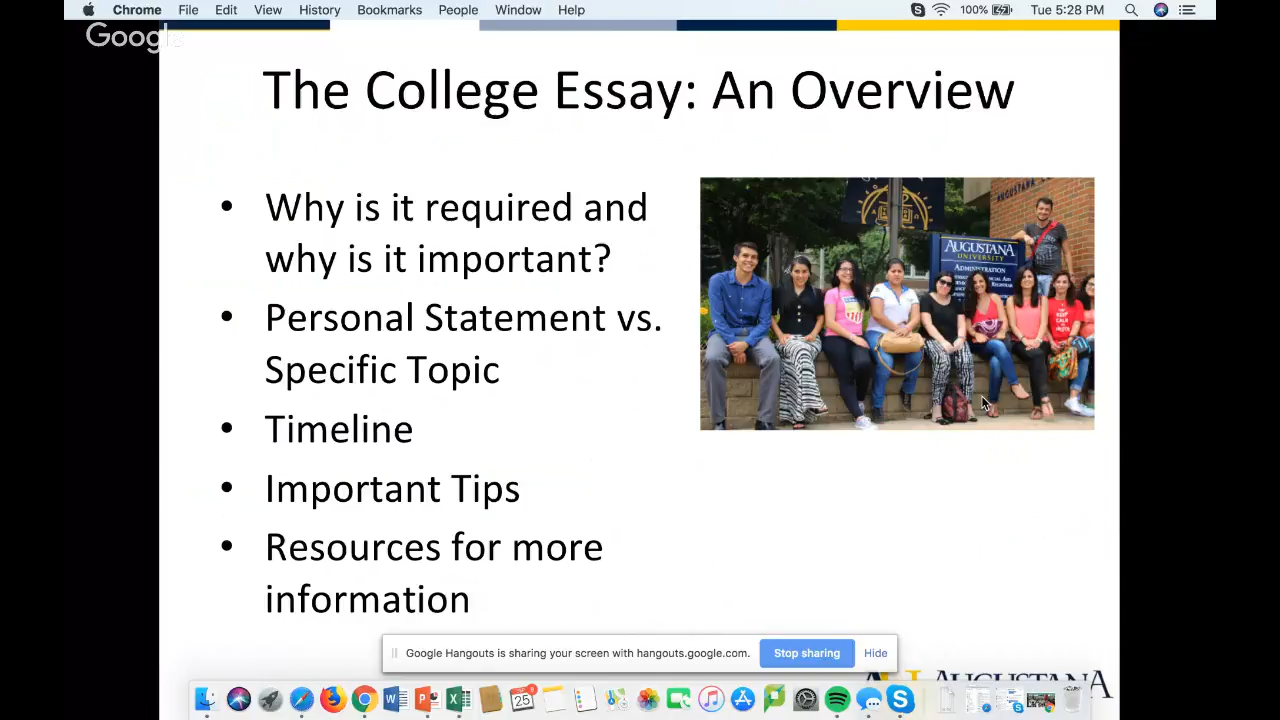 Chrome File Edit View History Bookmarks People Window Help 100% Tue 5:28 PM
Google
The College Essay: An Overview
• Why is it required and
why is it important?
• Personal Statement vs.
Specific Topic
• Timeline
• Important Tips
• Resources for more
information
AUGUSTANA
AUGUSTANA
UNIVERSITY
ADMINISTRATION
Google Hangouts is sharing your screen with hangouts.google.com. Stop sharing Hide
AUGUSTANA
25